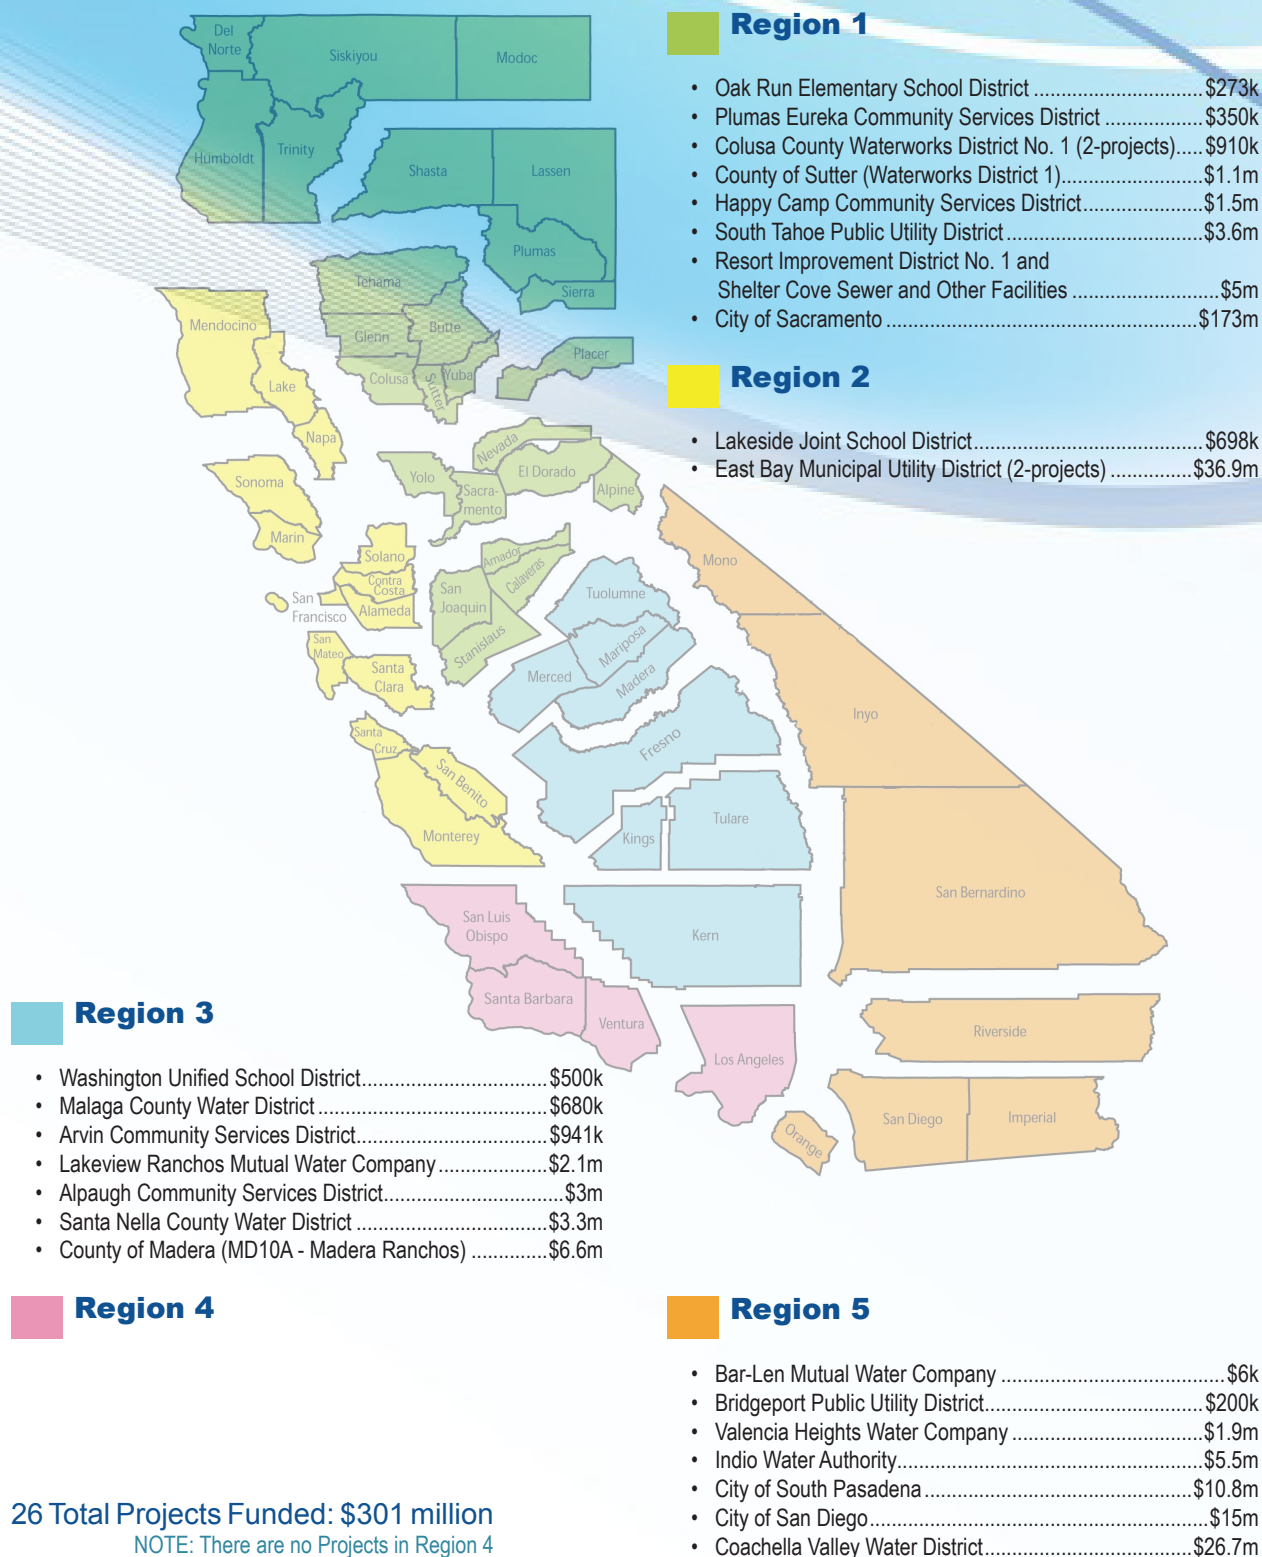 Del
Norte
Siskiyou
Modoc
Humboldt
Trinity
Shasta
Lassen
Plumas
Sierra
Tehama
Glenn
Butte
Colusa
Sutter
Yuba
Placer
Mendocino
Lake
Napa
Sonoma
Marin
Nevada
Yolo
Sacra-
mento
El Dorado
Alpine
Solano
Contra
Costa
Alameda
San
Francisco
San
Mateo
Santa
Clara
Amador
Calaveras
San
Joaquin
Stanislaus
Tuolumne
Mariposa
Merced
Madera
Mono
Inyo
Santa
Cruz
San Benito
Monterey
Fresno
Kings
Tulare
San Bernardino
San Luis
Obispo
Kern
Santa Barbara
Ventura
Los Angeles
Riverside
Orange
San Diego
Imperial
Region 1
• Oak Run Elementary School District ............................... $273k
• Plumas Eureka Community Services District .................. $350k
• Colusa County Waterworks District No. 1 (2-projects)..... $910k
• County of Sutter (Waterworks District 1).......................... $1.1m
• Happy Camp Community Services District...................... $1.5m
• South Tahoe Public Utility District .................................... $3.6m
• Resort Improvement District No. 1 and
Shelter Cove Sewer and Other Facilities ........................... $5m
• City of Sacramento ......................................................... $173m
Region 2
• Lakeside Joint School District.......................................... $698k
• East Bay Municipal Utility District (2-projects) ............... $36.9m
Region 3
• Washington Unified School District.................................. $500k
• Malaga County Water District .......................................... $680k
• Arvin Community Services District................................... $941k
• Lakeview Ranchos Mutual Water Company .................... $2.1m
• Alpaugh Community Services District................................. $3m
• Santa Nella County Water District ................................... $3.3m
• County of Madera (MD10A - Madera Ranchos) .............. $6.6m
Region 4
26 Total Projects Funded: $301 million
NOTE: There are no Projects in Region 4
Region 5
• Bar-Len Mutual Water Company ......................................... $6k
• Bridgeport Public Utility District........................................ $200k
• Valencia Heights Water Company ................................... $1.9m
• Indio Water Authority........................................................ $5.5m
• City of South Pasadena ................................................. $10.8m
• City of San Diego.............................................................. $15m
• Coachella Valley Water District...................................... $26.7m